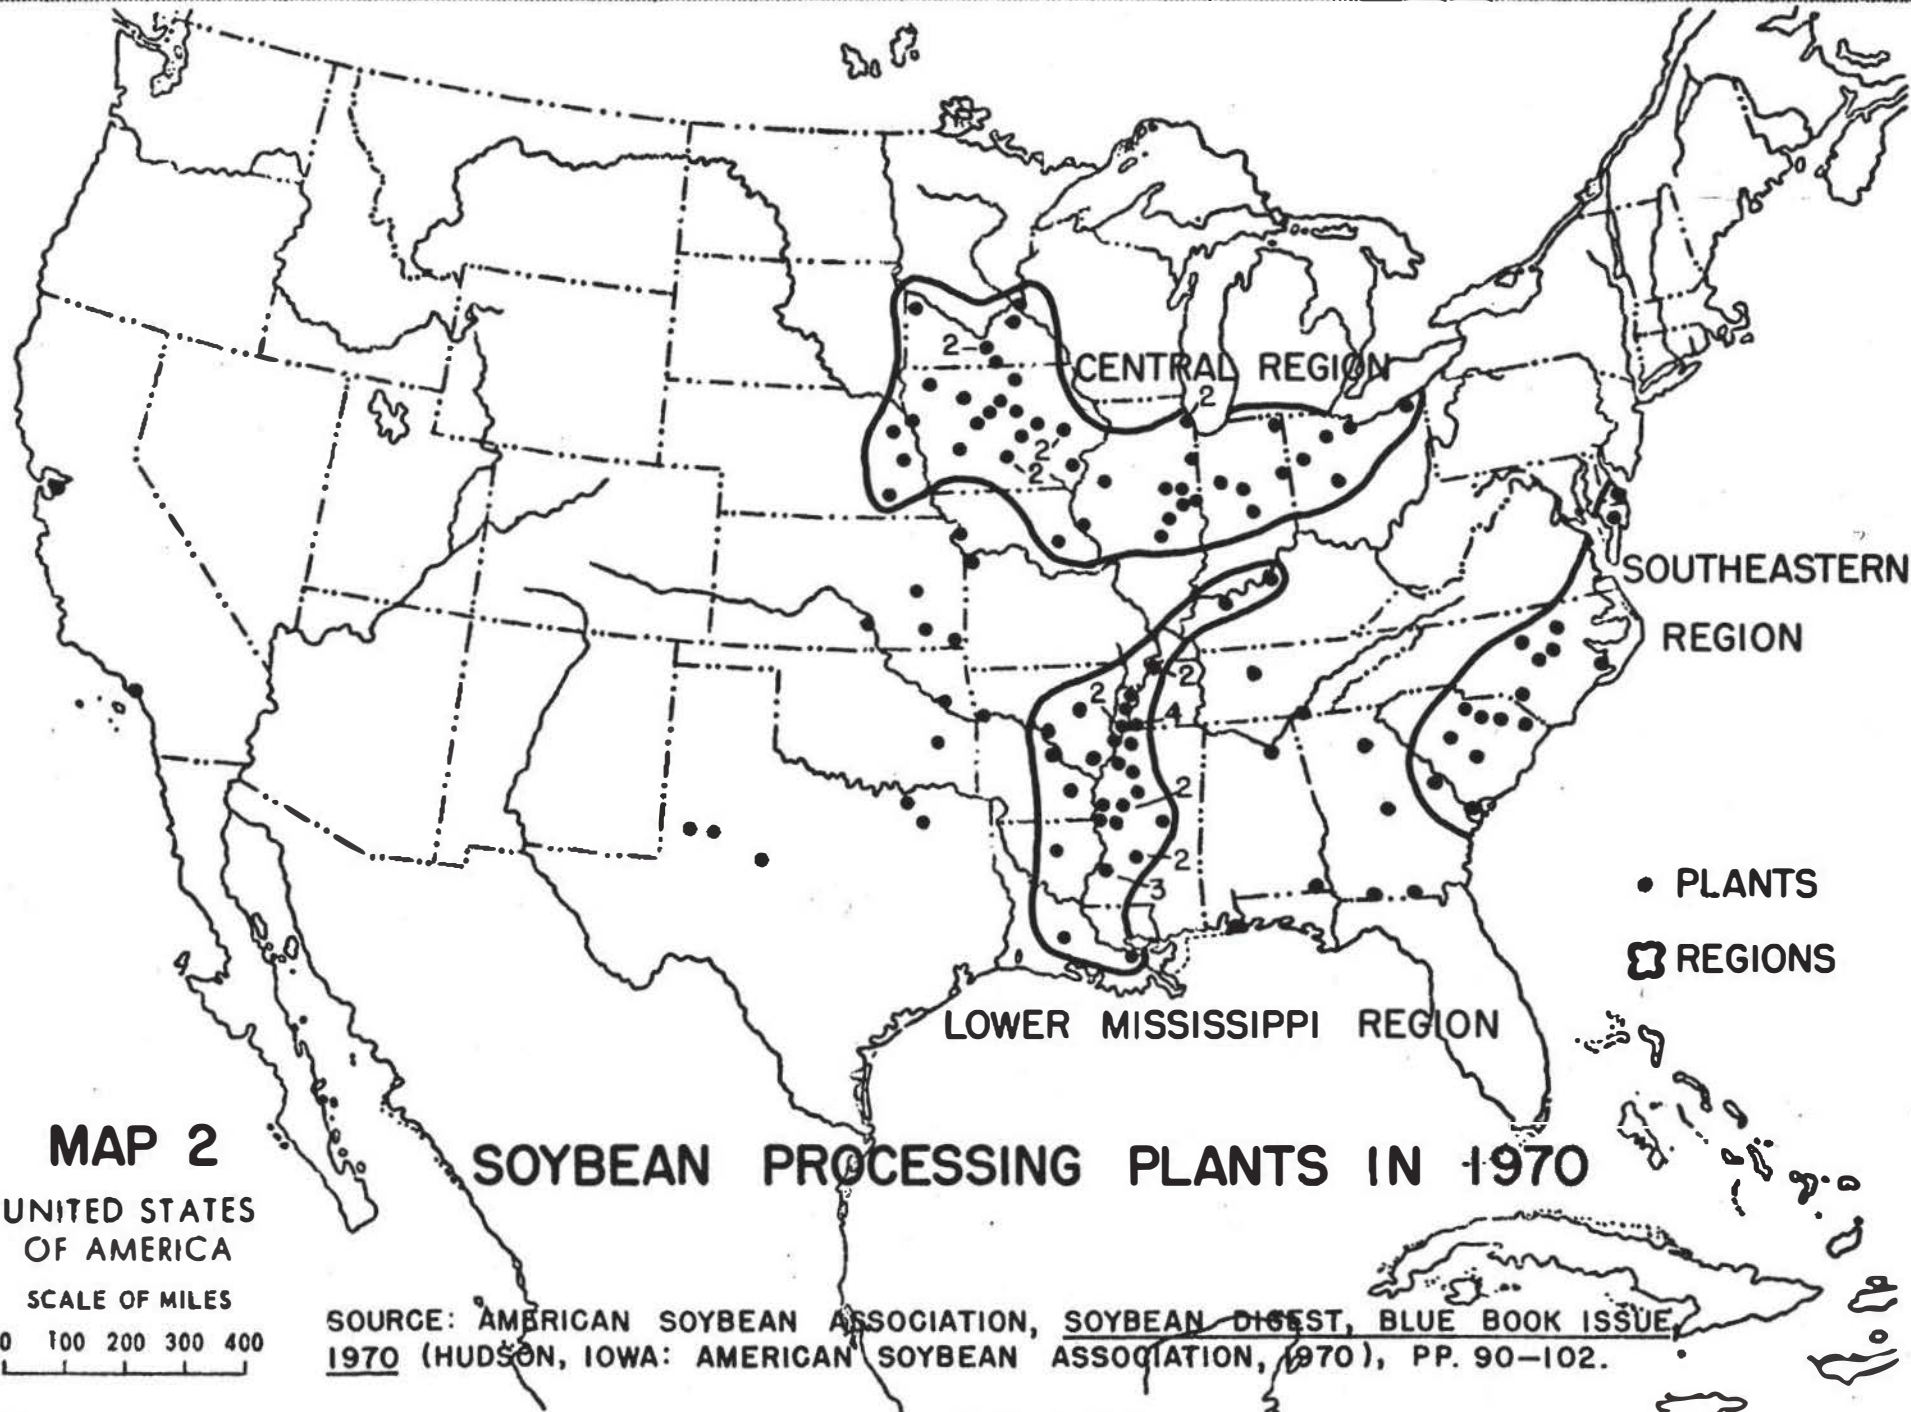 2
CENTRAL REGION
2
2
2
SOUTHEASTERN
REGION
2
2
4
2
2
3
PLANTS
REGIONS
LOWER MISSISSIPPI REGION
MAP 2
UNITED STATES
OF AMERICA
SCALE OF MILES
0 100 200 300 400
SOYBEAN PROCESSING PLANTS IN 1970
SOURCE: AMERICAN SOYBEAN ASSOCIATION, SOYBEAN DIGEST, BLUE BOOK ISSUE,
1970 (HUDSON, IOWA: AMERICAN SOYBEAN ASSOCIATION, 1970), PP. 90-102.